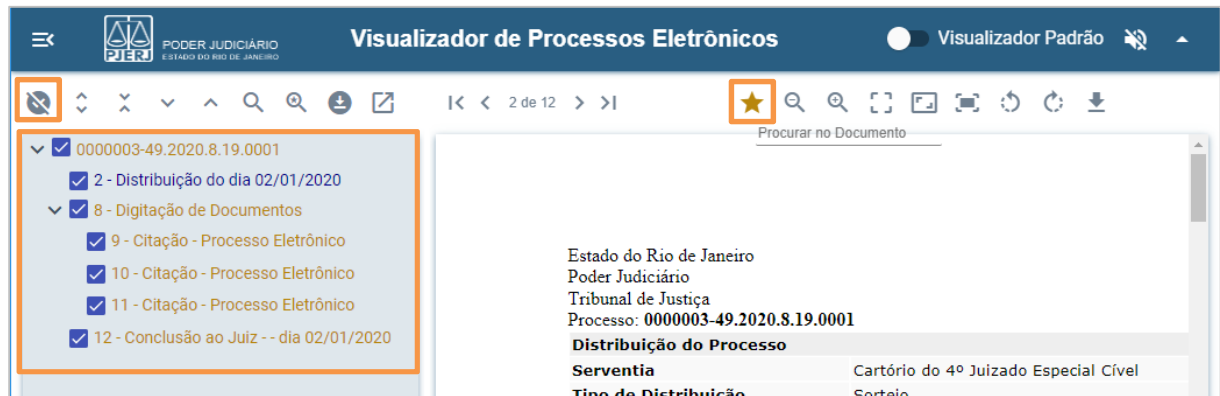 PJERJ
PODER JUDICIÁRIO
ESTADO DO RIO DE JANEIRO
Visualizador de Processos Eletrônicos
Visualizador Padrão
2 de 12
Procurar no Documento
0000003-49.2020.8.19.0001
2 - Distribuição do dia 02/01/2020
8 - Digitação de Documentos
9 - Citação - Processo Eletrônico
10 - Citação - Processo Eletrônico
11 - Citação - Processo Eletrônico
12 - Conclusão ao Juiz - - dia 02/01/2020
Estado do Rio de Janeiro
Poder Judiciário
Tribunal de Justiça
Processo: 0000003-49.2020.8.19.0001
Distribuição do Processo
Serventia Cartório do 4º Juizado Especial Cível
Tipo de Distribuição Sorteio